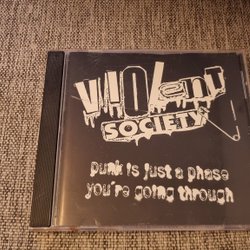 Violent
SOCIETY
punk is just a phase
you're going through